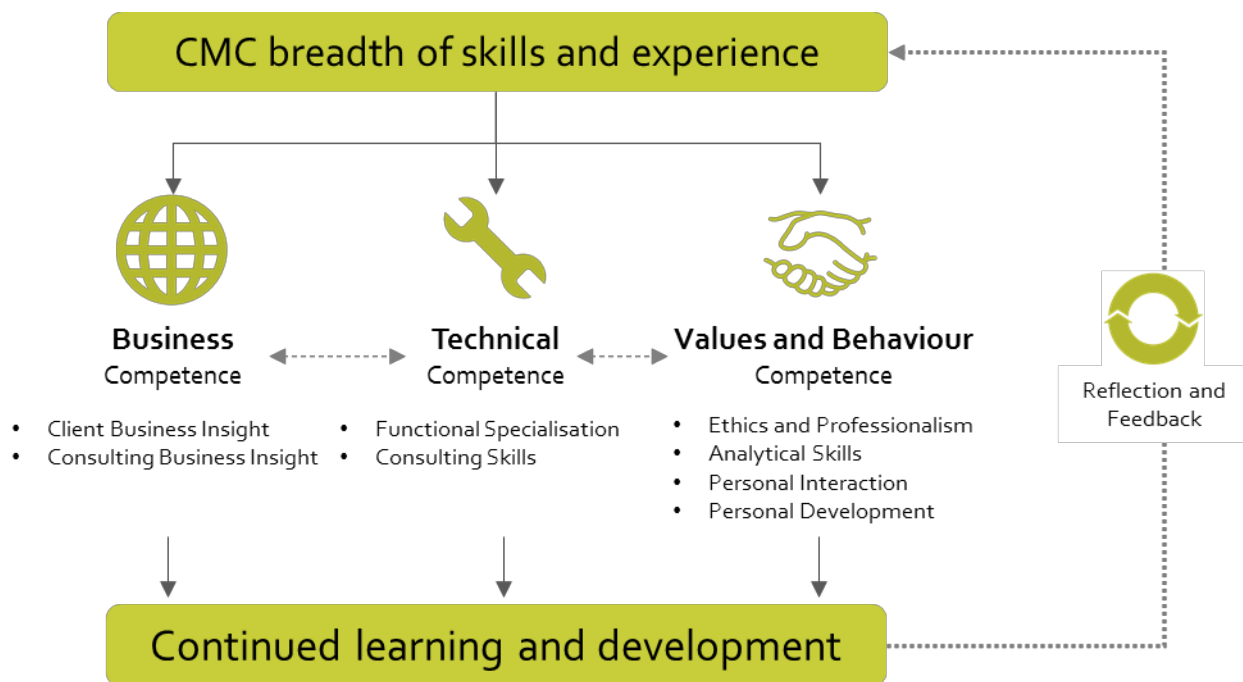 CMC breadth of skills and experience
Business
Competence
• Client Business Insight
• Consulting Business Insight
Technical
Competence
• Functional Specialisation
• Consulting Skills
Values and Behaviour
Competence
• Ethics and Professionalism
• Analytical Skills
• Personal Interaction
• Personal Development
Reflection and
Feedback
Continued learning and development